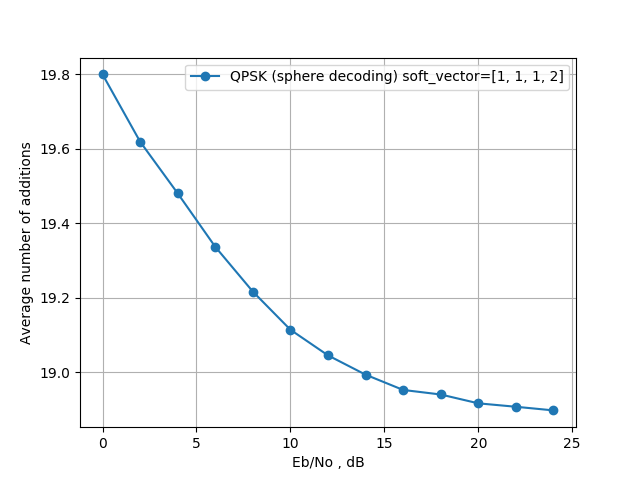 QPSK (sphere decoding) soft_vector=[1, 1, 1, 2]
19.8
19.6
19.4
19.2
19.0
Average number of additions
0 5 10 15 20 25
Eb/No , dB